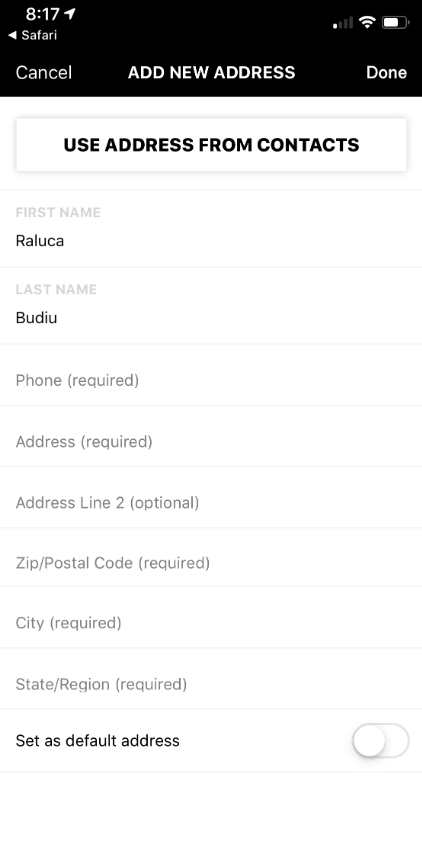 8:17
◀ Safari
Cancel ADD NEW ADDRESS Done
USE ADDRESS FROM CONTACTS
FIRST NAME
Raluca
LAST NAME
Budiu
Phone (required)
Address (required)
Address Line 2 (optional)
Zip/Postal Code (required)
City (required)
State/Region (required)
Set as default address